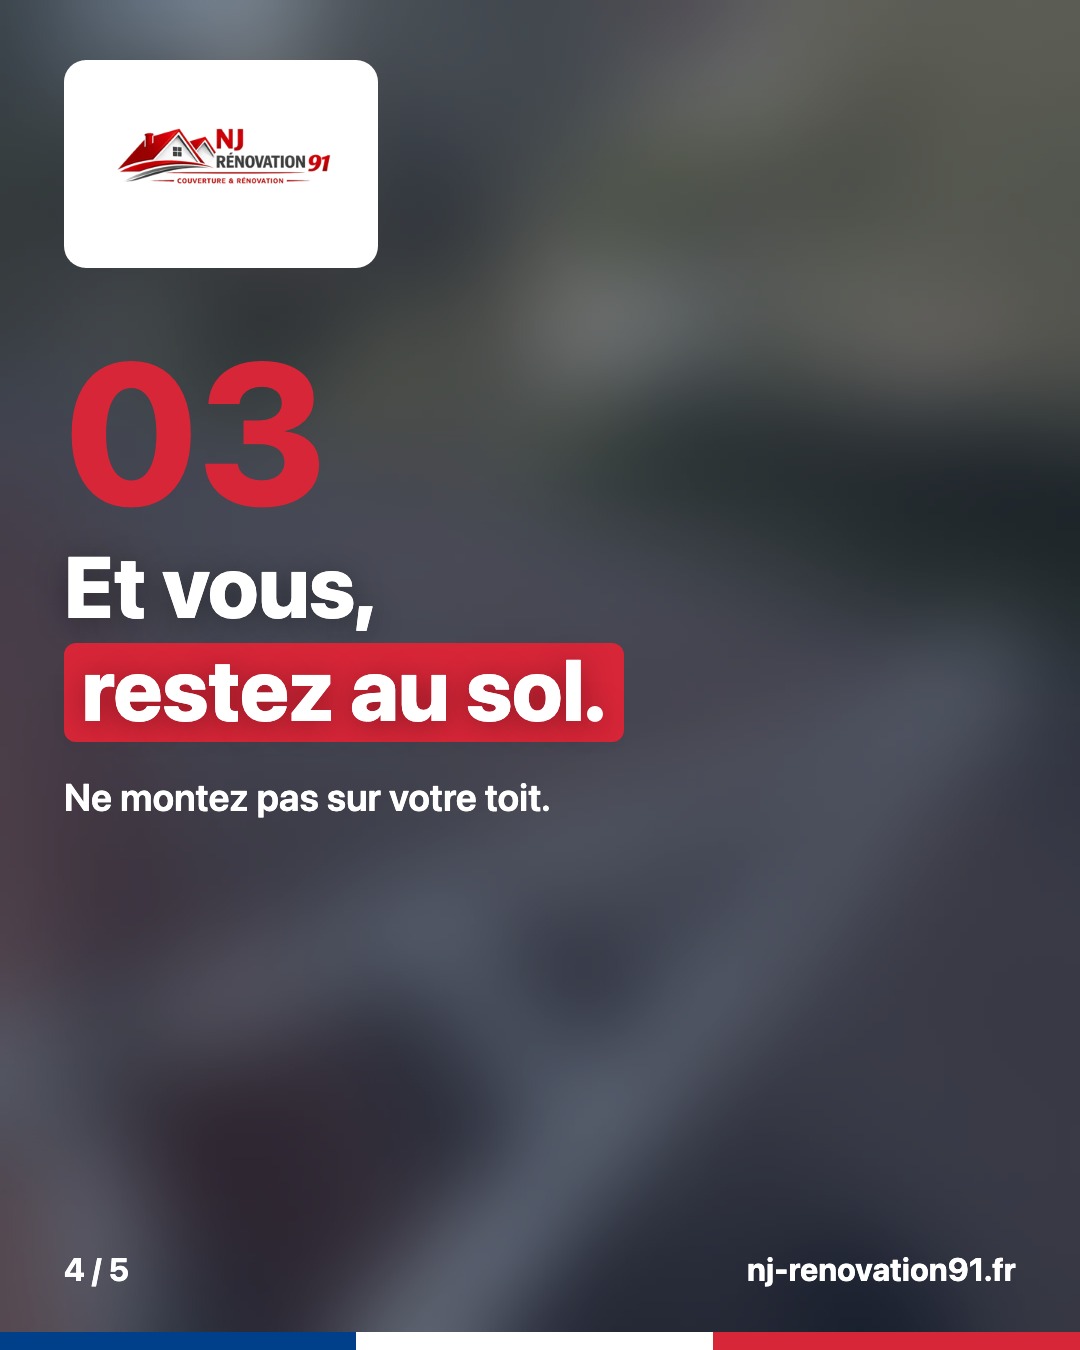 NJ
RÉNOVATION 91
COUVERTURE & RÉNOVATION
03
Et vous,
restez au sol.
Ne montez pas sur votre toit.
4 / 5
nj-renovation91.fr